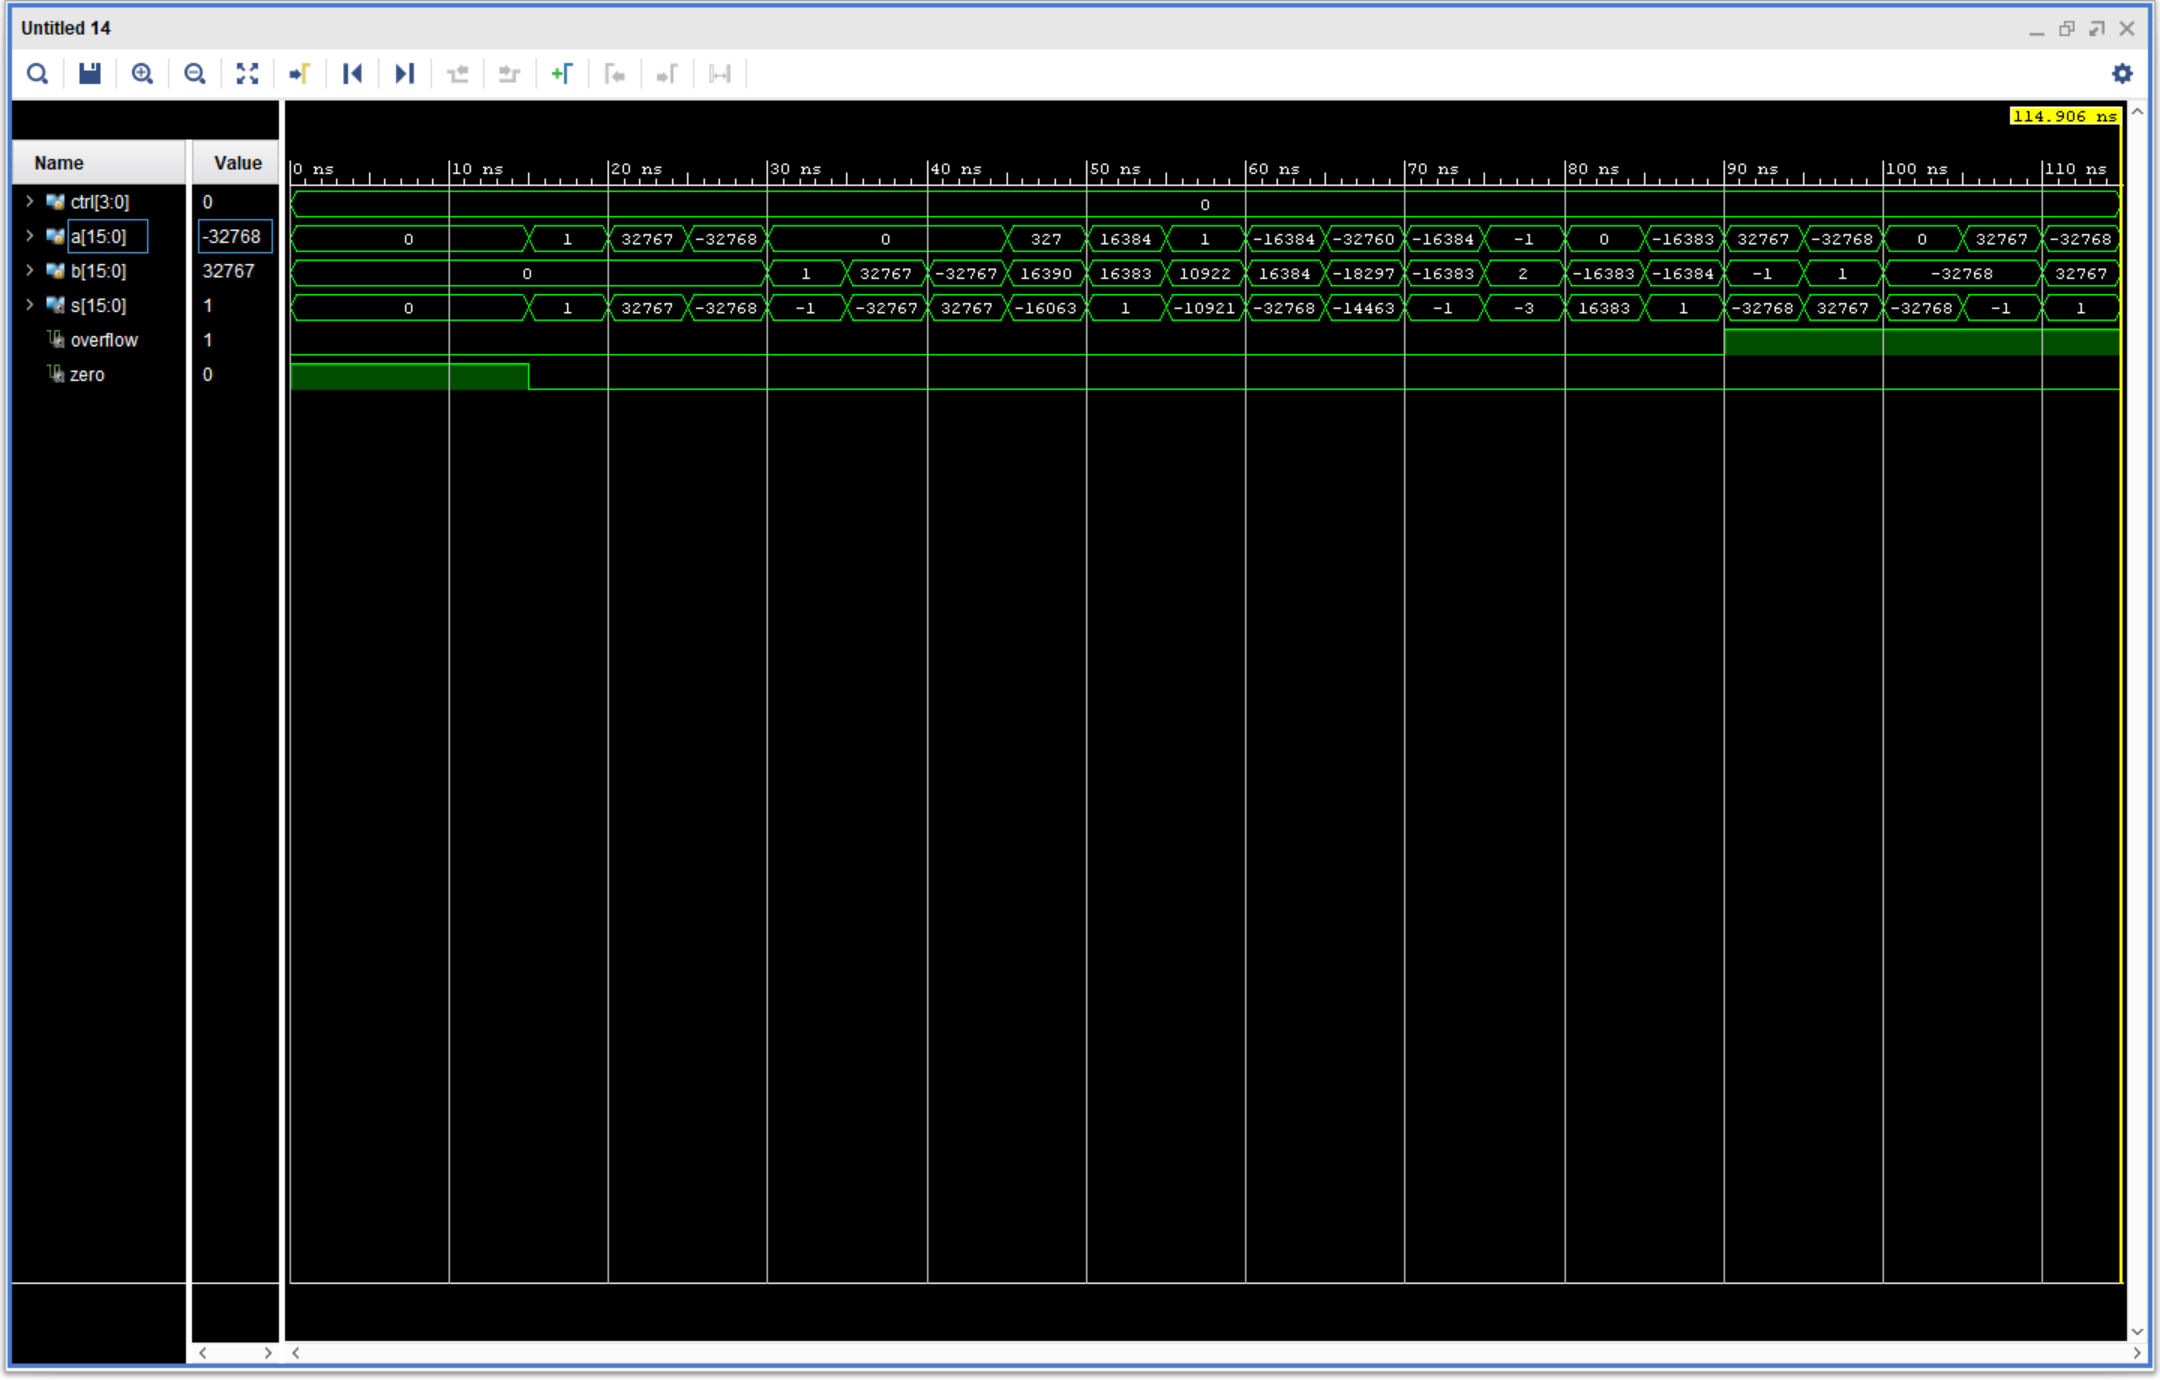 Untitled 14
114.906 ns
Name Value
0 ns 10 ns 20 ns 30 ns 40 ns 50 ns 60 ns 70 ns 80 ns 90 ns 100 ns 110 ns
ctrl[3:0] 0 0
a[15:0] -32768 0 1 32767 -32768 0 327 16384 1 -16384 -32760 -16384 -1 0 -16383 32767 -32768 0 32767 -32768
b[15:0] 32767 0 1 32767 -32767 16390 16383 10922 16384 -18297 -16383 2 -16383 -16384 -1 1 -32768 32767
s[15:0] 1 0 1 32767 -32768 -1 -32767 32767 -16063 1 -10921 -32768 -14463 -1 -3 16383 1 -32768 32767 -32768 -1 1
overflow 1
zero 0